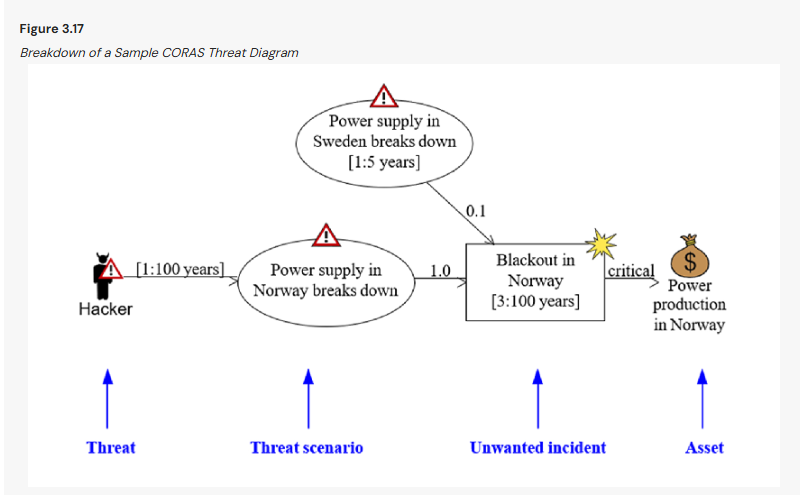 Figure 3.17
Breakdown of a Sample CORAS Threat Diagram
!
Power supply in
Sweden breaks down
[1:5 years]
0.1
!
[1:100 years]
Hacker
!
Power supply in
Norway breaks down
1.0
Blackout in
Norway
[3:100 years]
critical
$
Power
production
in Norway
Threat
Threat scenario
Unwanted incident
Asset